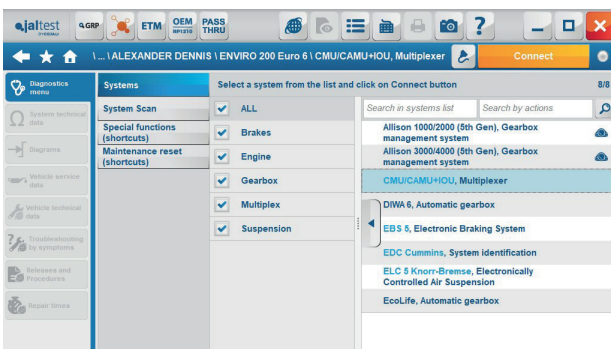 jaltest GRP ETM OEM PASS THRU ?
\ ... \ ALEXANDER DENNIS \ ENVIRO 200 Euro 6 \ CMU/CAMU+IOU, Multiplexer Connect
Diagnostics menu
System technical data
Diagrams
Vehicle service data
Vehicle technical data
Troubleshooting by symptoms
Releases and Procedures
Repair times
Systems
System Scan
Special functions (shortcuts)
Maintenance reset (shortcuts)
Select a system from the list and click on Connect button 8/8
ALL
Brakes
Engine
Gearbox
Multiplex
Suspension
Search in systems list Search by actions
Allison 1000/2000 (5th Gen), Gearbox
management system
Allison 3000/4000 (5th Gen), Gearbox
management system
CMU/CAMU+IOU, Multiplexer
DIWA 6, Automatic gearbox
EBS 5, Electronic Braking System
EDC Cummins, System identification
ELC 5 Knorr-Bremse, Electronically
Controlled Air Suspension
EcoLife, Automatic gearbox